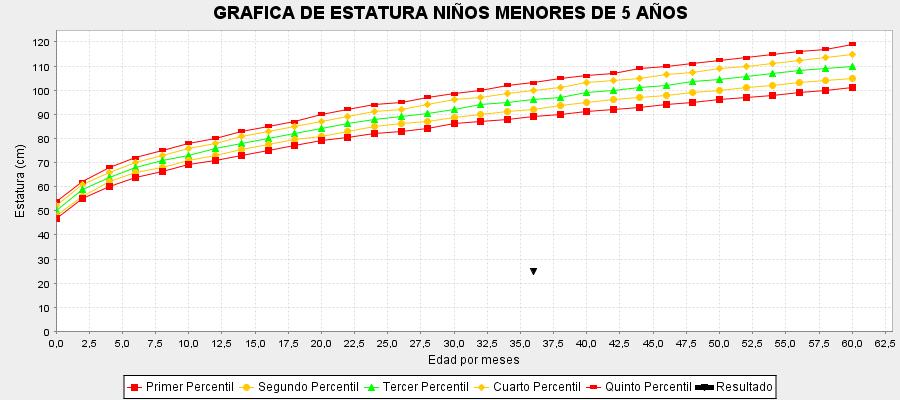 GRAFICA DE ESTATURA NIÑOS MENORES DE 5 AÑOS
Estatura (cm)
120
110
100
90
80
70
60
50
40
30
20
10
0
0,0 2,5 5,0 7,5 10,0 12,5 15,0 17,5 20,0 22,5 25,0 27,5 30,0 32,5 35,0 37,5 40,0 42,5 45,0 47,5 50,0 52,5 55,0 57,5 60,0 62,5
Edad por meses
Primer Percentil Segundo Percentil Tercer Percentil Cuarto Percentil Quinto Percentil Resultado